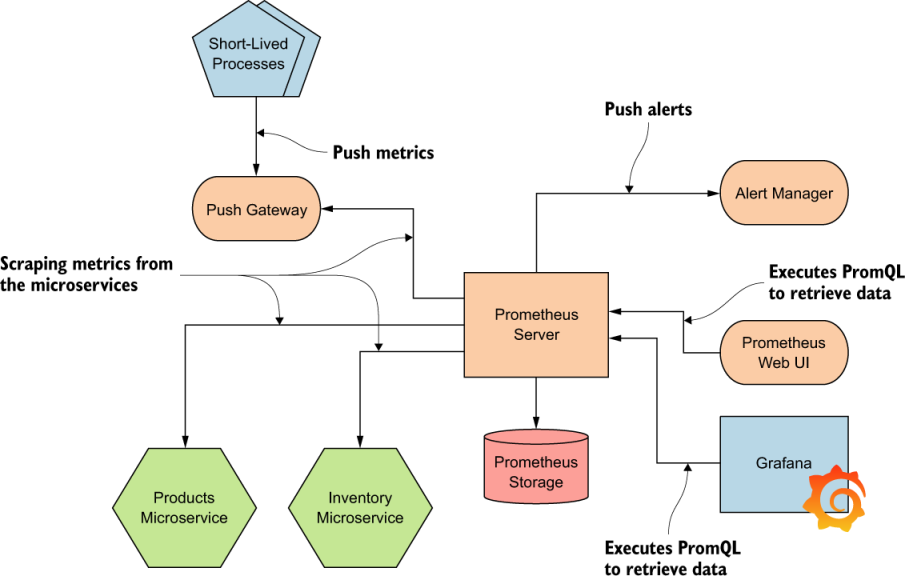 Short-Lived
Processes
Push alerts
Push metrics
Push Gateway
Alert Manager
Scraping metrics from
the microservices
Executes PromQL
to retrieve data
Prometheus
Server
Prometheus
Web UI
Prometheus
Storage
Grafana
Products
Microservice
Inventory
Microservice
Executes PromQL
to retrieve data